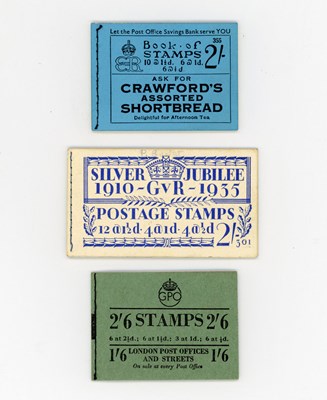 Let the Post Office Savings Bank serve YOU
355
Book of
STAMPS 2/-
10 @ 1½d. 6 @ 1d.
6 @ ½d
ASK FOR
CRAWFORD'S
ASSORTED
SHORTBREAD
Delightful for Afternoon Tea
SILVER JUBILEE
1910-GvR-1935
POSTAGE STAMPS
12 @ 1½d · 4 @ 1d · 4 @ ½d 2/-
301
GPO
2/6 STAMPS 2/6
6 at 2½d; 6 at 1½d; 3 at 1d; 6 at ½d.
1/6 LONDON POST OFFICES 1/6
AND STREETS
On sale at every Post Office